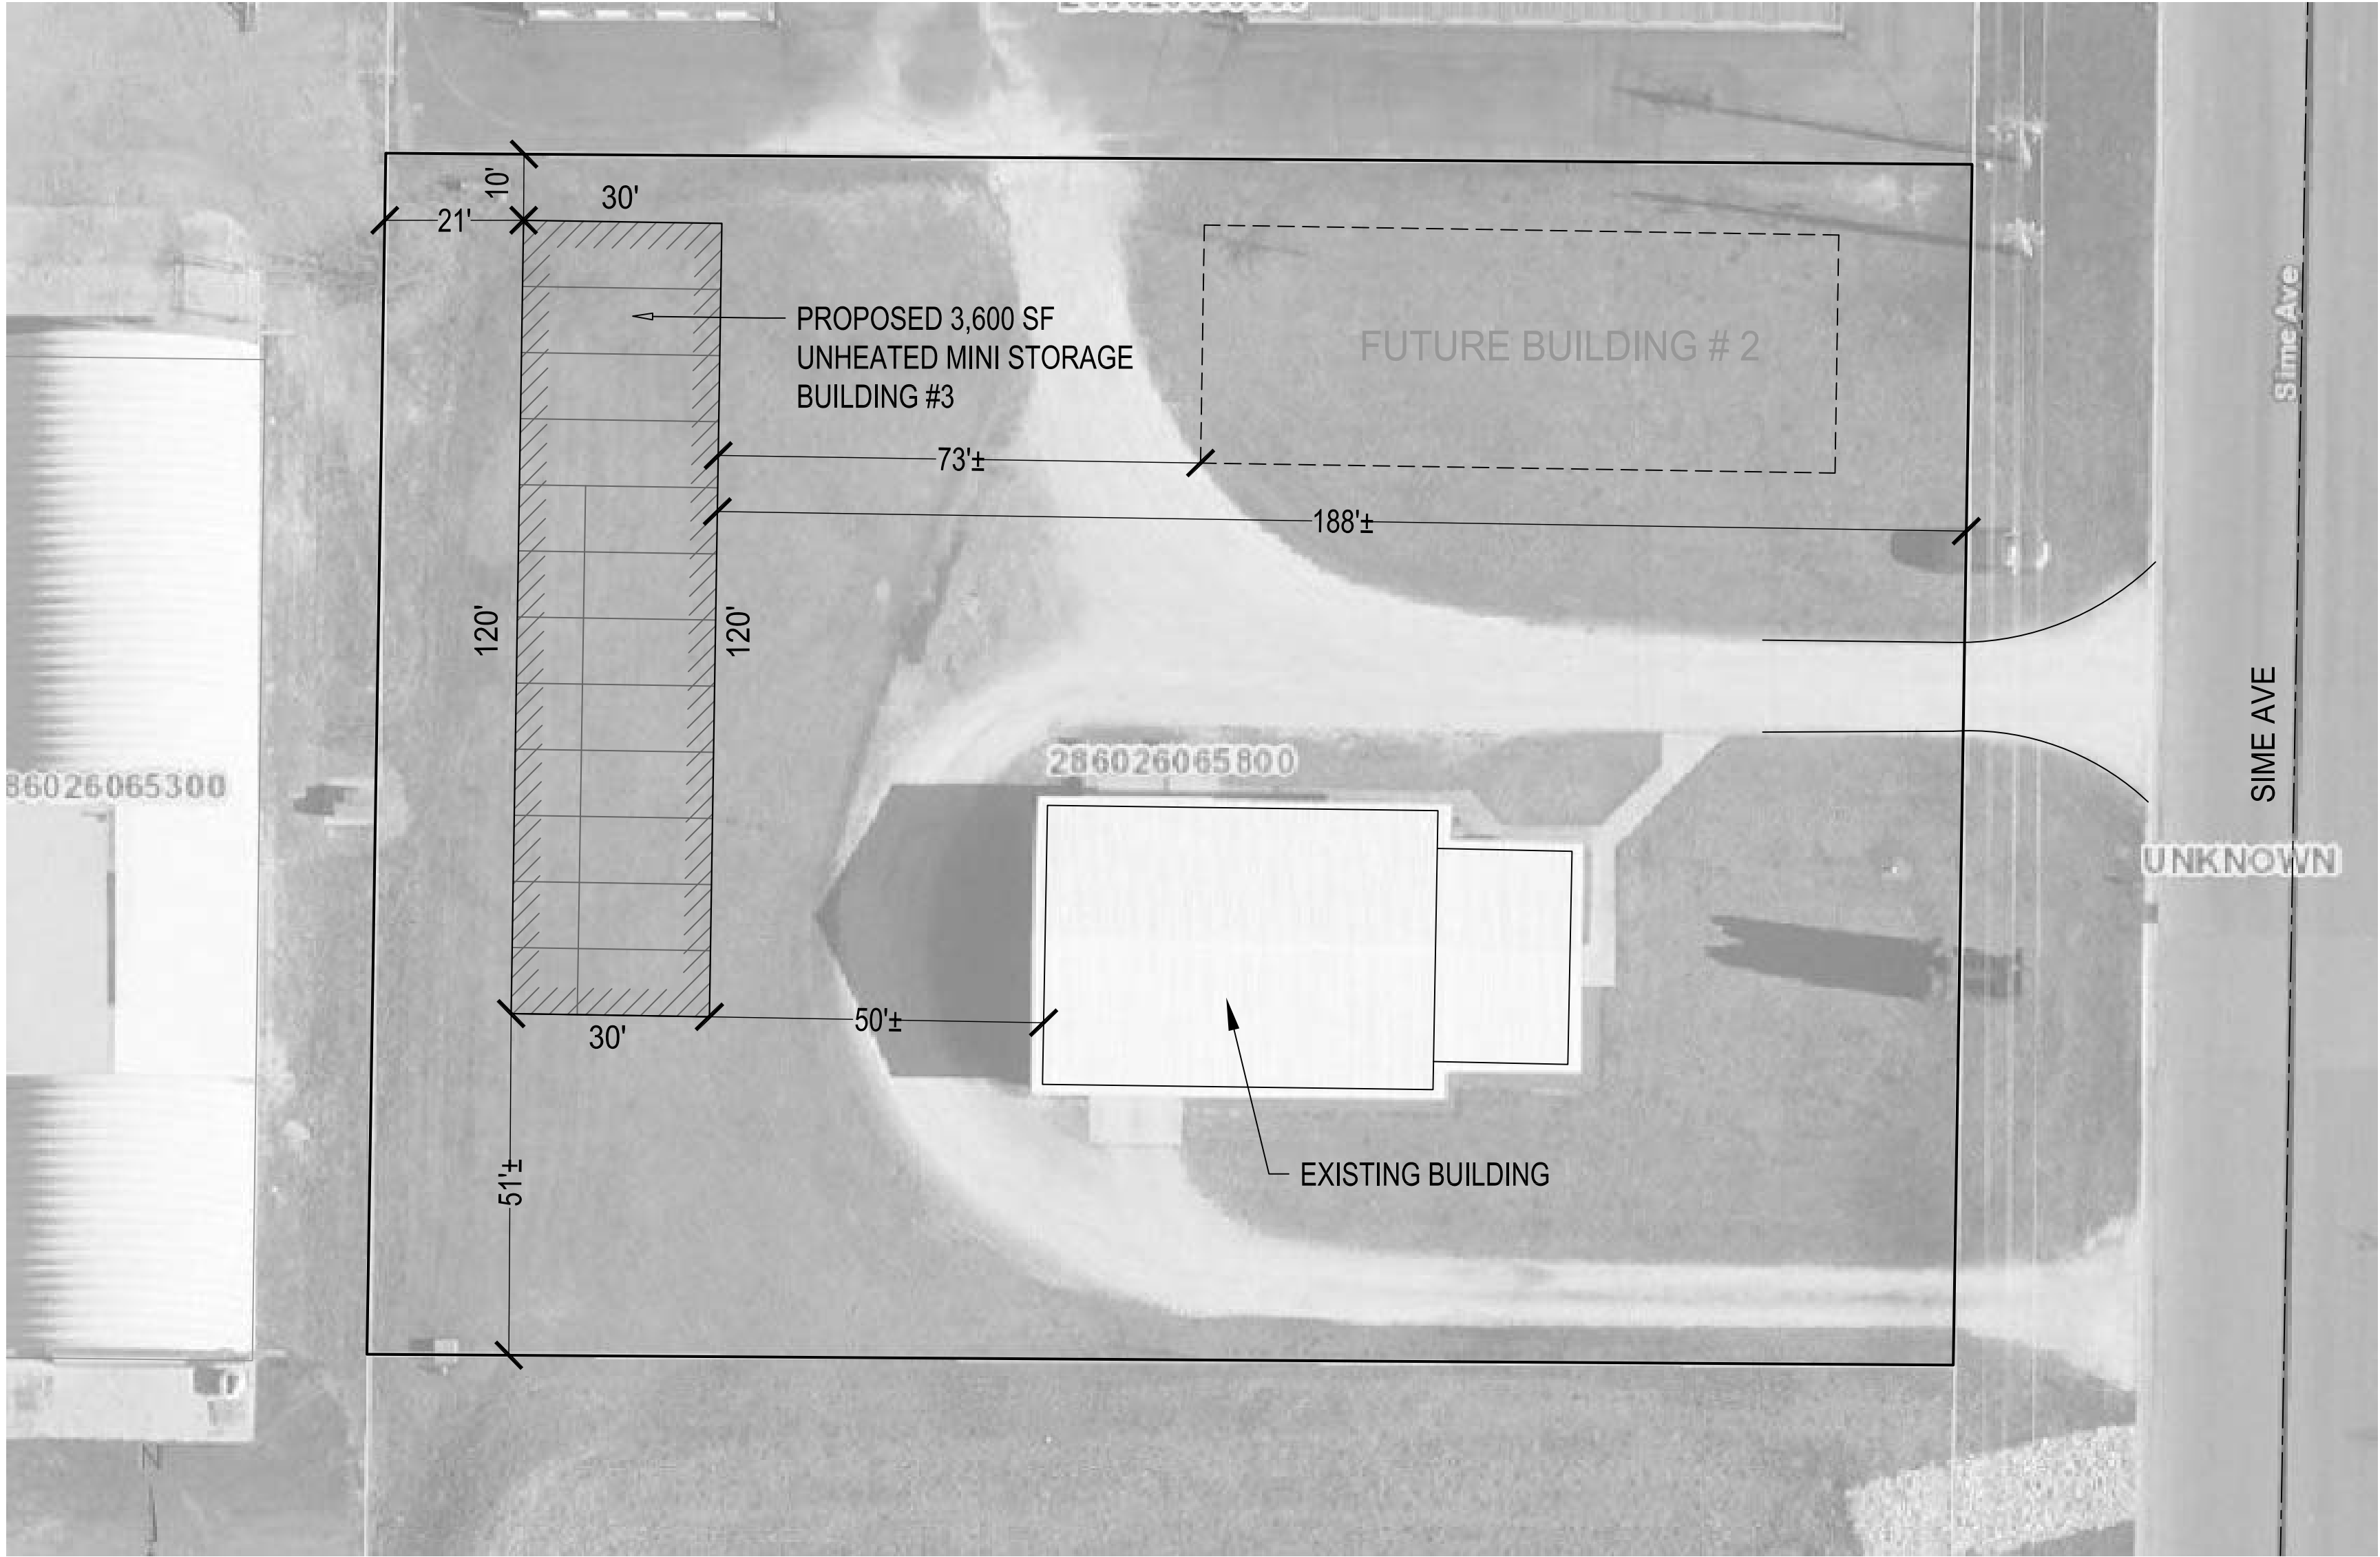 10'
30'
21'
PROPOSED 3,600 SF
UNHEATED MINI STORAGE
BUILDING #3
FUTURE BUILDING # 2
Sime Ave
73'±
188'±
120'
120'
SIME AVE
286026065800
86026065300
UNKNOWN
50'±
30'
51'±
EXISTING BUILDING